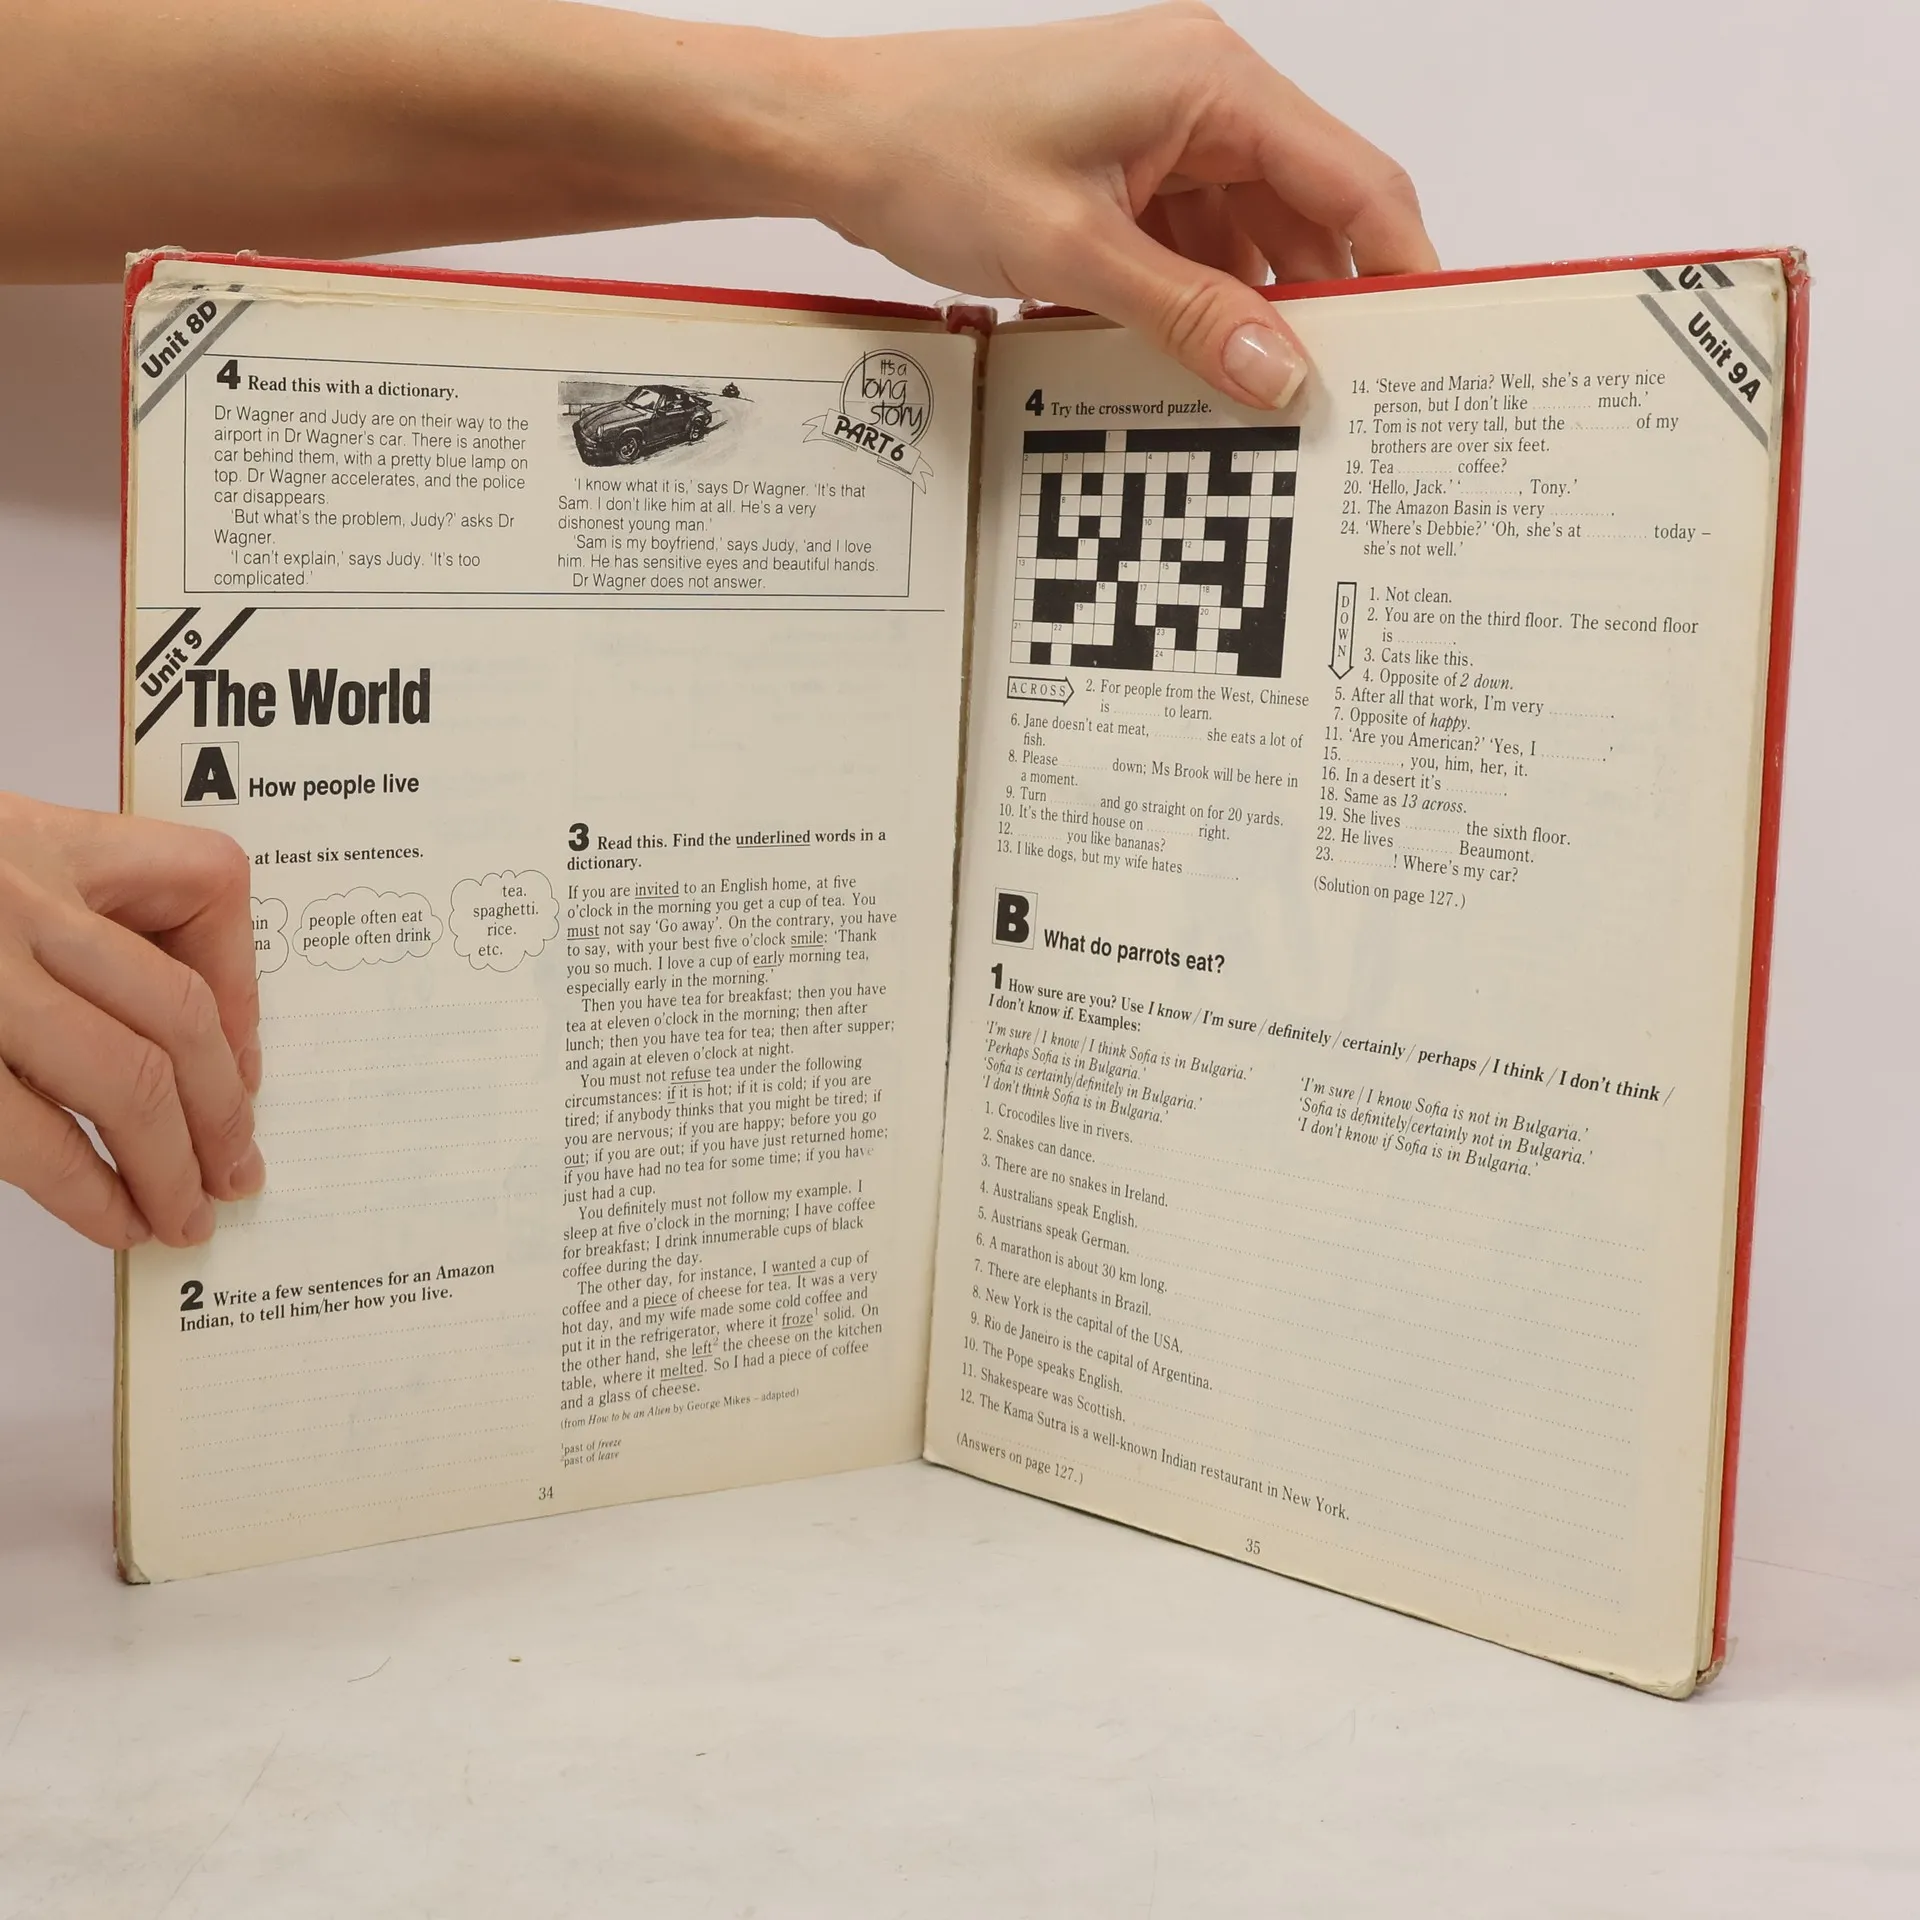 Unit 8D
4 Read this with a dictionary.
Dr Wagner and Judy are on their way to the
airport in Dr Wagner's car. There is another
car behind them, with a pretty blue lamp on
top. Dr Wagner accelerates, and the police
car disappears.
'But what's the problem, Judy?' asks Dr
Wagner.
'I can't explain,' says Judy. 'It's too
complicated.'
It's a
long
story
PART 6
'I know what it is,' says Dr Wagner. 'It's that
Sam. I don't like him at all. He's a very
dishonest young man.'
'Sam is my boyfriend,' says Judy, 'and I love
him. He has sensitive eyes and beautiful hands.
Dr Wagner does not answer.
Unit 9
The World
A How people live
at least six sentences.
people often eat
people often drink
tea.
spaghetti.
rice.
etc.
2 Write a few sentences for an Amazon
Indian, to tell him/her how you live.
3 Read this. Find the underlined words in a
dictionary.
If you are invited to an English home, at five
o'clock in the morning you get a cup of tea. You
must not say 'Go away'. On the contrary, you have
to say, with your best five o'clock smile: 'Thank
you so much. I love a cup of early morning tea,
especially early in the morning.'
Then you have tea for breakfast; then you have
tea at eleven o'clock in the morning; then after
lunch; then you have tea for tea; then after supper;
and again at eleven o'clock at night.
You must not refuse tea under the following
circumstances: if it is hot; if it is cold; if you are
tired; if anybody thinks that you might be tired; if
you are nervous; if you are happy; before you go
out; if you are out; if you have just returned home;
if you have had no tea for some time; if you have
just had a cup.
You definitely must not follow my example. I
sleep at five o'clock in the morning; I have coffee
for breakfast; I drink innumerable cups of black
coffee during the day.
The other day, for instance, I wanted a cup of
coffee and a piece of cheese for tea. It was a very
hot day, and my wife made some cold coffee and
put it in the refrigerator, where it froze¹ solid. On
the other hand, she left² the cheese on the kitchen
table, where it melted. So I had a piece of coffee
and a glass of cheese.
(from How to be an Alien by George Mikes – adapted)
¹past of freeze
²past of leave
34
Unit 9A
4 Try the crossword puzzle.
ACROSS
2. For people from the West, Chinese
is .......... to learn.
6. Jane doesn't eat meat, .......... she eats a lot of
fish.
8. Please .......... down; Ms Brook will be here in
a moment.
9. Turn .......... and go straight on for 20 yards.
10. It's the third house on .......... right.
12. .......... you like bananas?
13. I like dogs, but my wife hates ..........
14. 'Steve and Maria? Well, she's a very nice
person, but I don't like .......... much.'
17. Tom is not very tall, but the .......... of my
brothers are over six feet.
19. Tea .......... coffee?
20. 'Hello, Jack.' '.........., Tony.'
21. The Amazon Basin is very ..........
24. 'Where's Debbie?' 'Oh, she's at .......... today –
she's not well.'
DOWN
1. Not clean.
2. You are on the third floor. The second floor
is ..........
3. Cats like this.
4. Opposite of 2 down.
5. After all that work, I'm very ..........
7. Opposite of happy.
11. 'Are you American?' 'Yes, I ..........'
15. .........., you, him, her, it.
16. In a desert it's ..........
18. Same as 13 across.
19. She lives .......... the sixth floor.
22. He lives .......... Beaumont.
23. ..........! Where's my car?
(Solution on page 127.)
B What do parrots eat?
1 How sure are you? Use I know / I'm sure / definitely / certainly / perhaps / I think / I don't think /
I don't know if. Examples:
'I'm sure / I know / I think Sofia is in Bulgaria.'
'Perhaps Sofia is in Bulgaria.'
'Sofia is certainly/definitely in Bulgaria.'
'I don't think Sofia is in Bulgaria.'
'I'm sure / I know Sofia is not in Bulgaria.'
'Sofia is definitely/certainly not in Bulgaria.'
'I don't know if Sofia is in Bulgaria.'
1. Crocodiles live in rivers.
2. Snakes can dance.
3. There are no snakes in Ireland.
4. Australians speak English.
5. Austrians speak German.
6. A marathon is about 30 km long.
7. There are elephants in Brazil.
8. New York is the capital of the USA.
9. Rio de Janeiro is the capital of Argentina.
10. The Pope speaks English.
11. Shakespeare was Scottish.
12. The Kama Sutra is a well-known Indian restaurant in New York.
(Answers on page 127.)
35